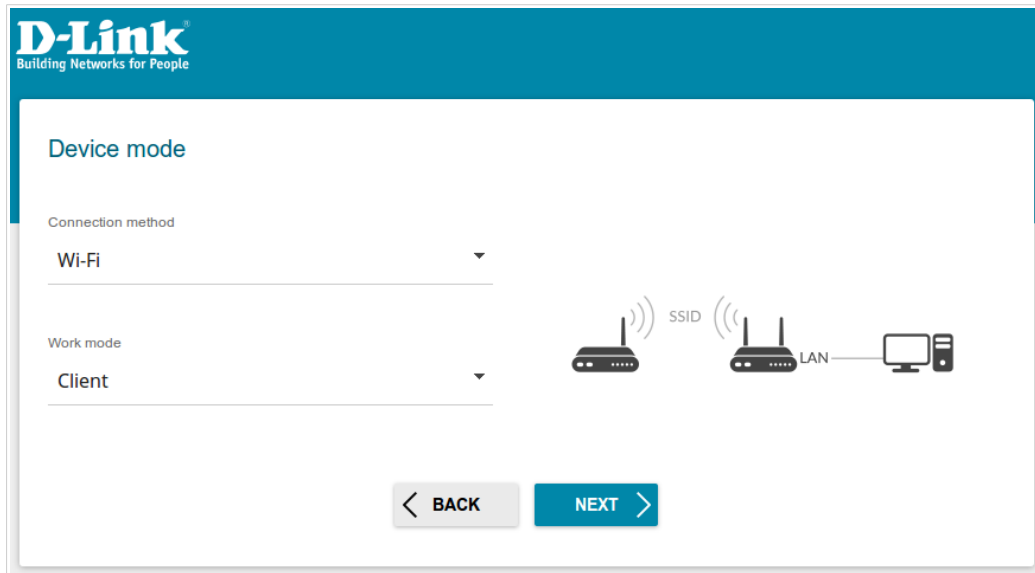 D-Link®
Building Networks for People
Device mode
Connection method
Wi-Fi
Work mode
Client
SSID
LAN
BACK
NEXT